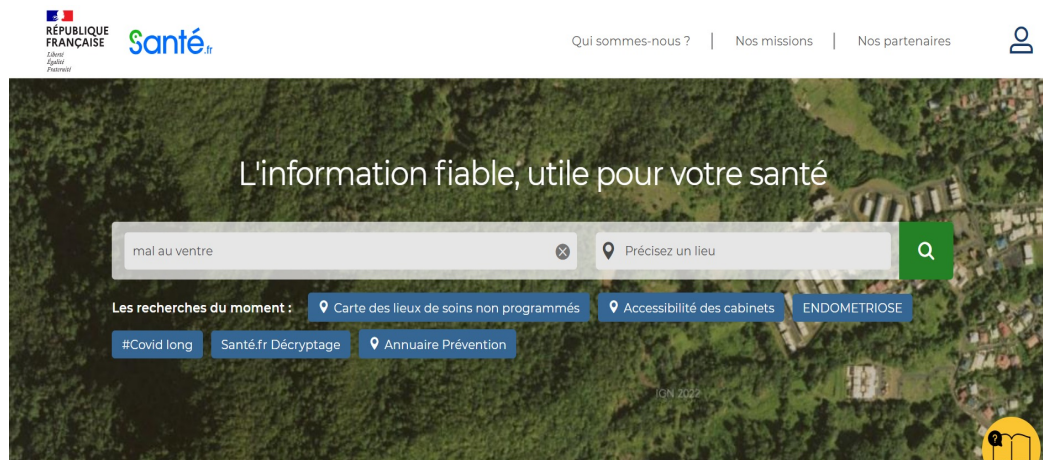 RÉPUBLIQUE
FRANÇAISE
Liberté
Égalité
Fraternité
Santé.fr
Qui sommes-nous ? | Nos missions | Nos partenaires
L'information fiable, utile pour votre santé
mal au ventre
Précisez un lieu
Les recherches du moment : Carte des lieux de soins non programmés Accessibilité des cabinets ENDOMETRIOSE
#Covid long Santé.fr Décryptage Annuaire Prévention
IGN 2022
?